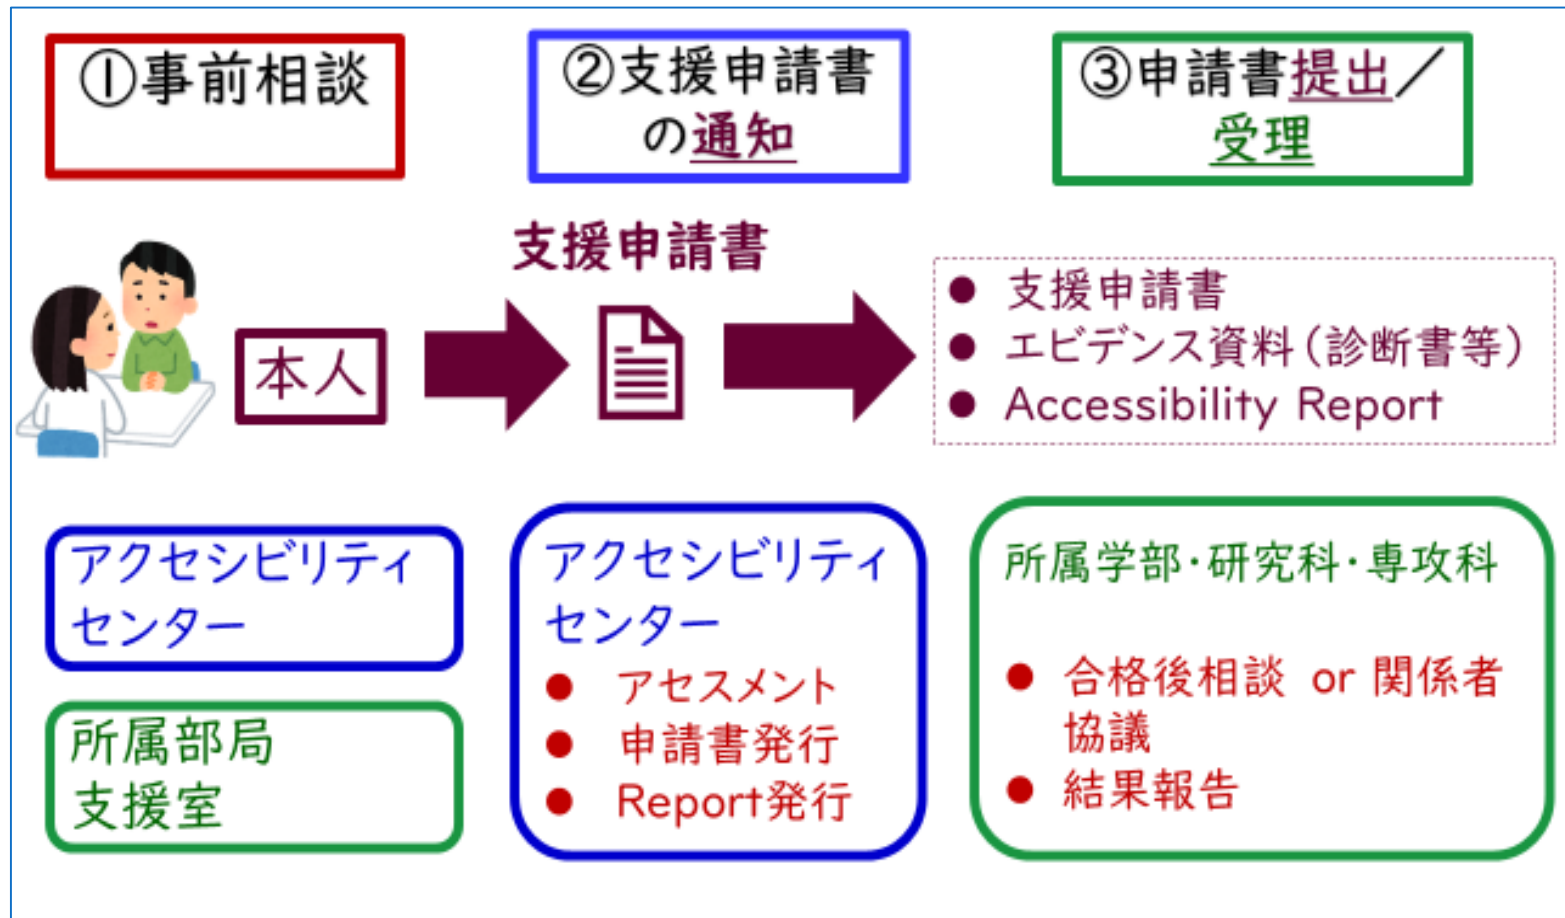 ①事前相談
②支援申請書
の通知
③申請書提出／
受理
支援申請書
本人
● 支援申請書
● エビデンス資料（診断書等）
● Accessibility Report
アクセシビリティ
センター
所属部局
支援室
アクセシビリティ
センター
● アセスメント
● 申請書発行
● Report発行
所属学部・研究科・専攻科
● 合格後相談 or 関係者
協議
● 結果報告